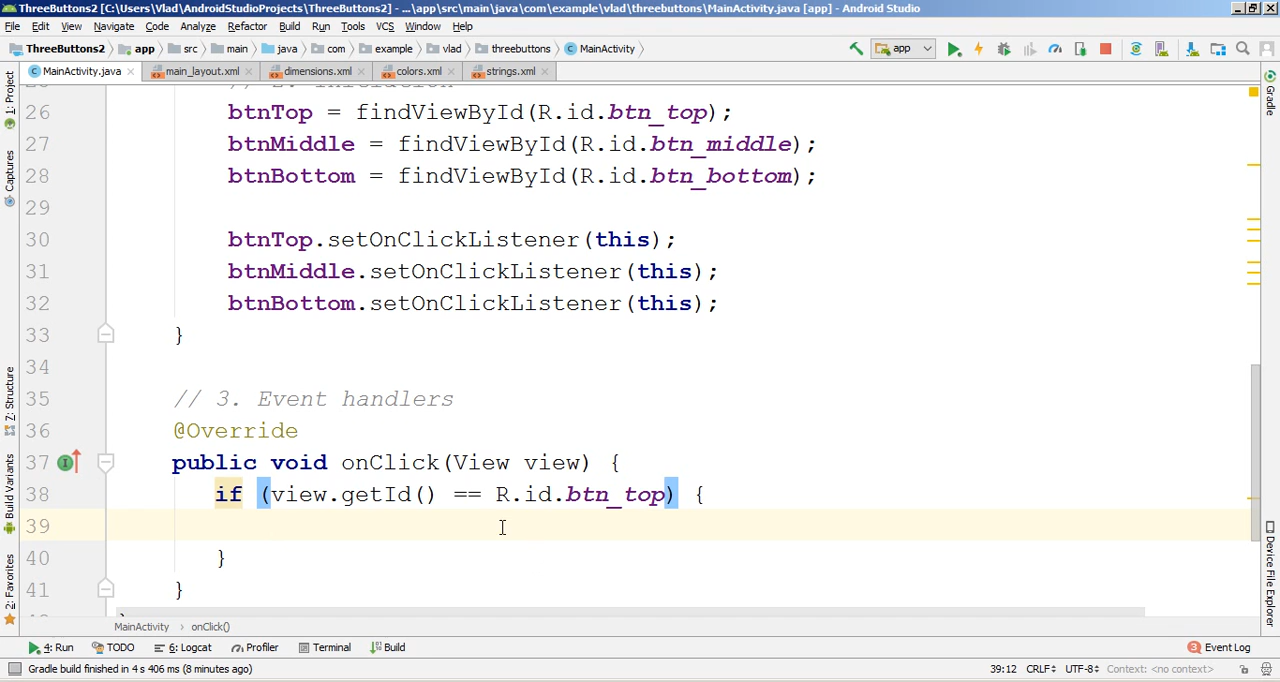 ThreeButtons2 [C:\Users\Vlad\AndroidStudioProjects\ThreeButtons2] - ...\app\src\main\java\com\example\vlad\threebuttons\MainActivity.java [app] - Android Studio
File Edit View Navigate Code Analyze Refactor Build Run Tools VCS Window Help
ThreeButtons2 app src main java com example vlad threebuttons MainActivity app
MainActivity.java main_layout.xml dimensions.xml colors.xml strings.xml
1: Project
Captures
7: Structure
Build Variants
2: Favorites
Gradle
Device File Explorer
26 btnTop = findViewById(R.id.btn_top);
27 btnMiddle = findViewById(R.id.btn_middle);
28 btnBottom = findViewById(R.id.btn_bottom);
29
30 btnTop.setOnClickListener(this);
31 btnMiddle.setOnClickListener(this);
32 btnBottom.setOnClickListener(this);
33 }
34
35 // 3. Event handlers
36 @Override
37 public void onClick(View view) {
38 if (view.getId() == R.id.btn_top) {
39
40 }
41 }
MainActivity › onClick()
4: Run TODO 6: Logcat Profiler Terminal Build 3 Event Log
Gradle build finished in 4 s 406 ms (8 minutes ago) 39:12 CRLF UTF-8 Context: <no context>